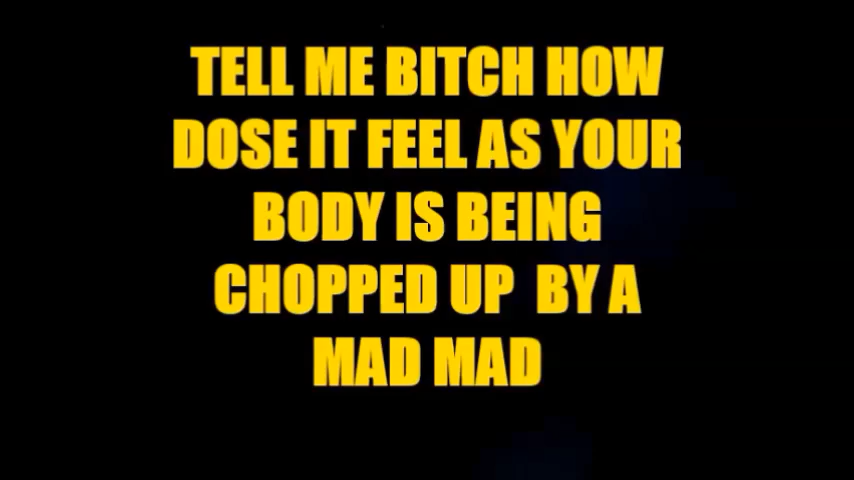 TELL ME BITCH HOW
DOSE IT FEEL AS YOUR
BODY IS BEING
CHOPPED UP  BY A
MAD MAD